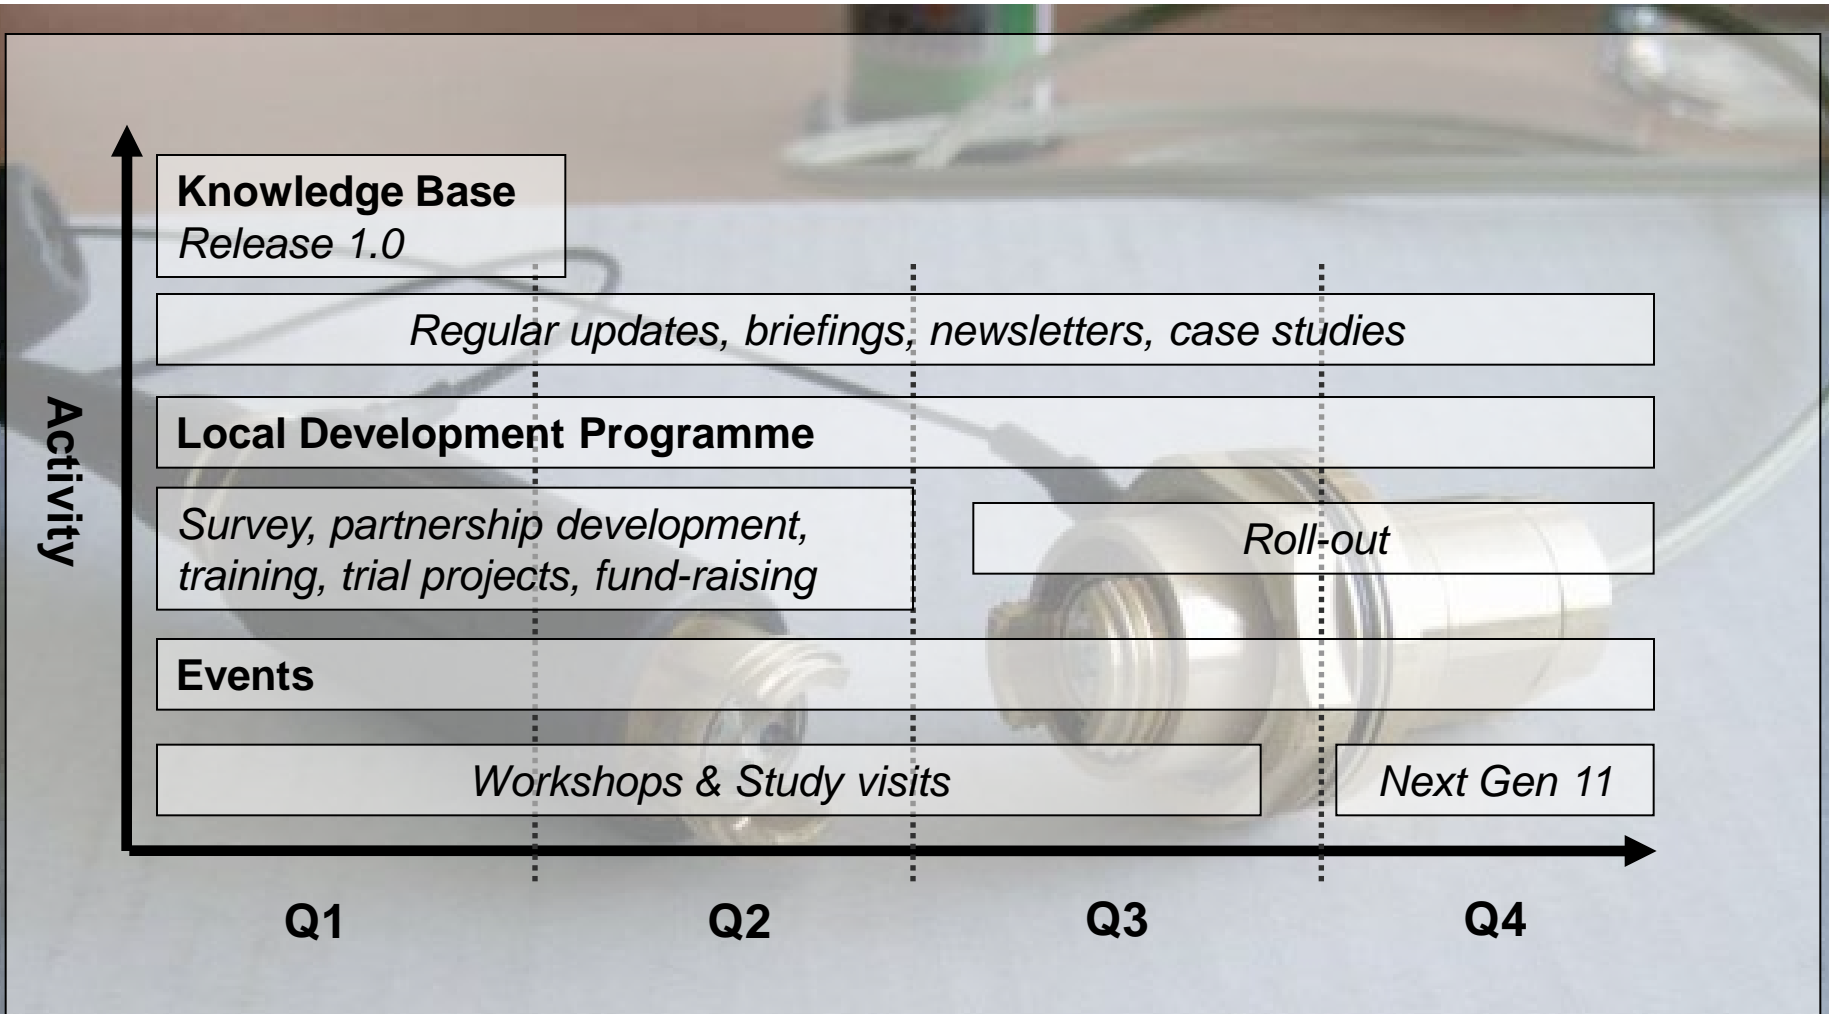 Knowledge Base
Release 1.0
Regular updates, briefings, newsletters, case studies
Activity
Local Development Programme
Survey, partnership development,
training, trial projects, fund-raising
Roll-out
Events
Workshops & Study visits
Next Gen 11
Q1
Q2
Q3
Q4